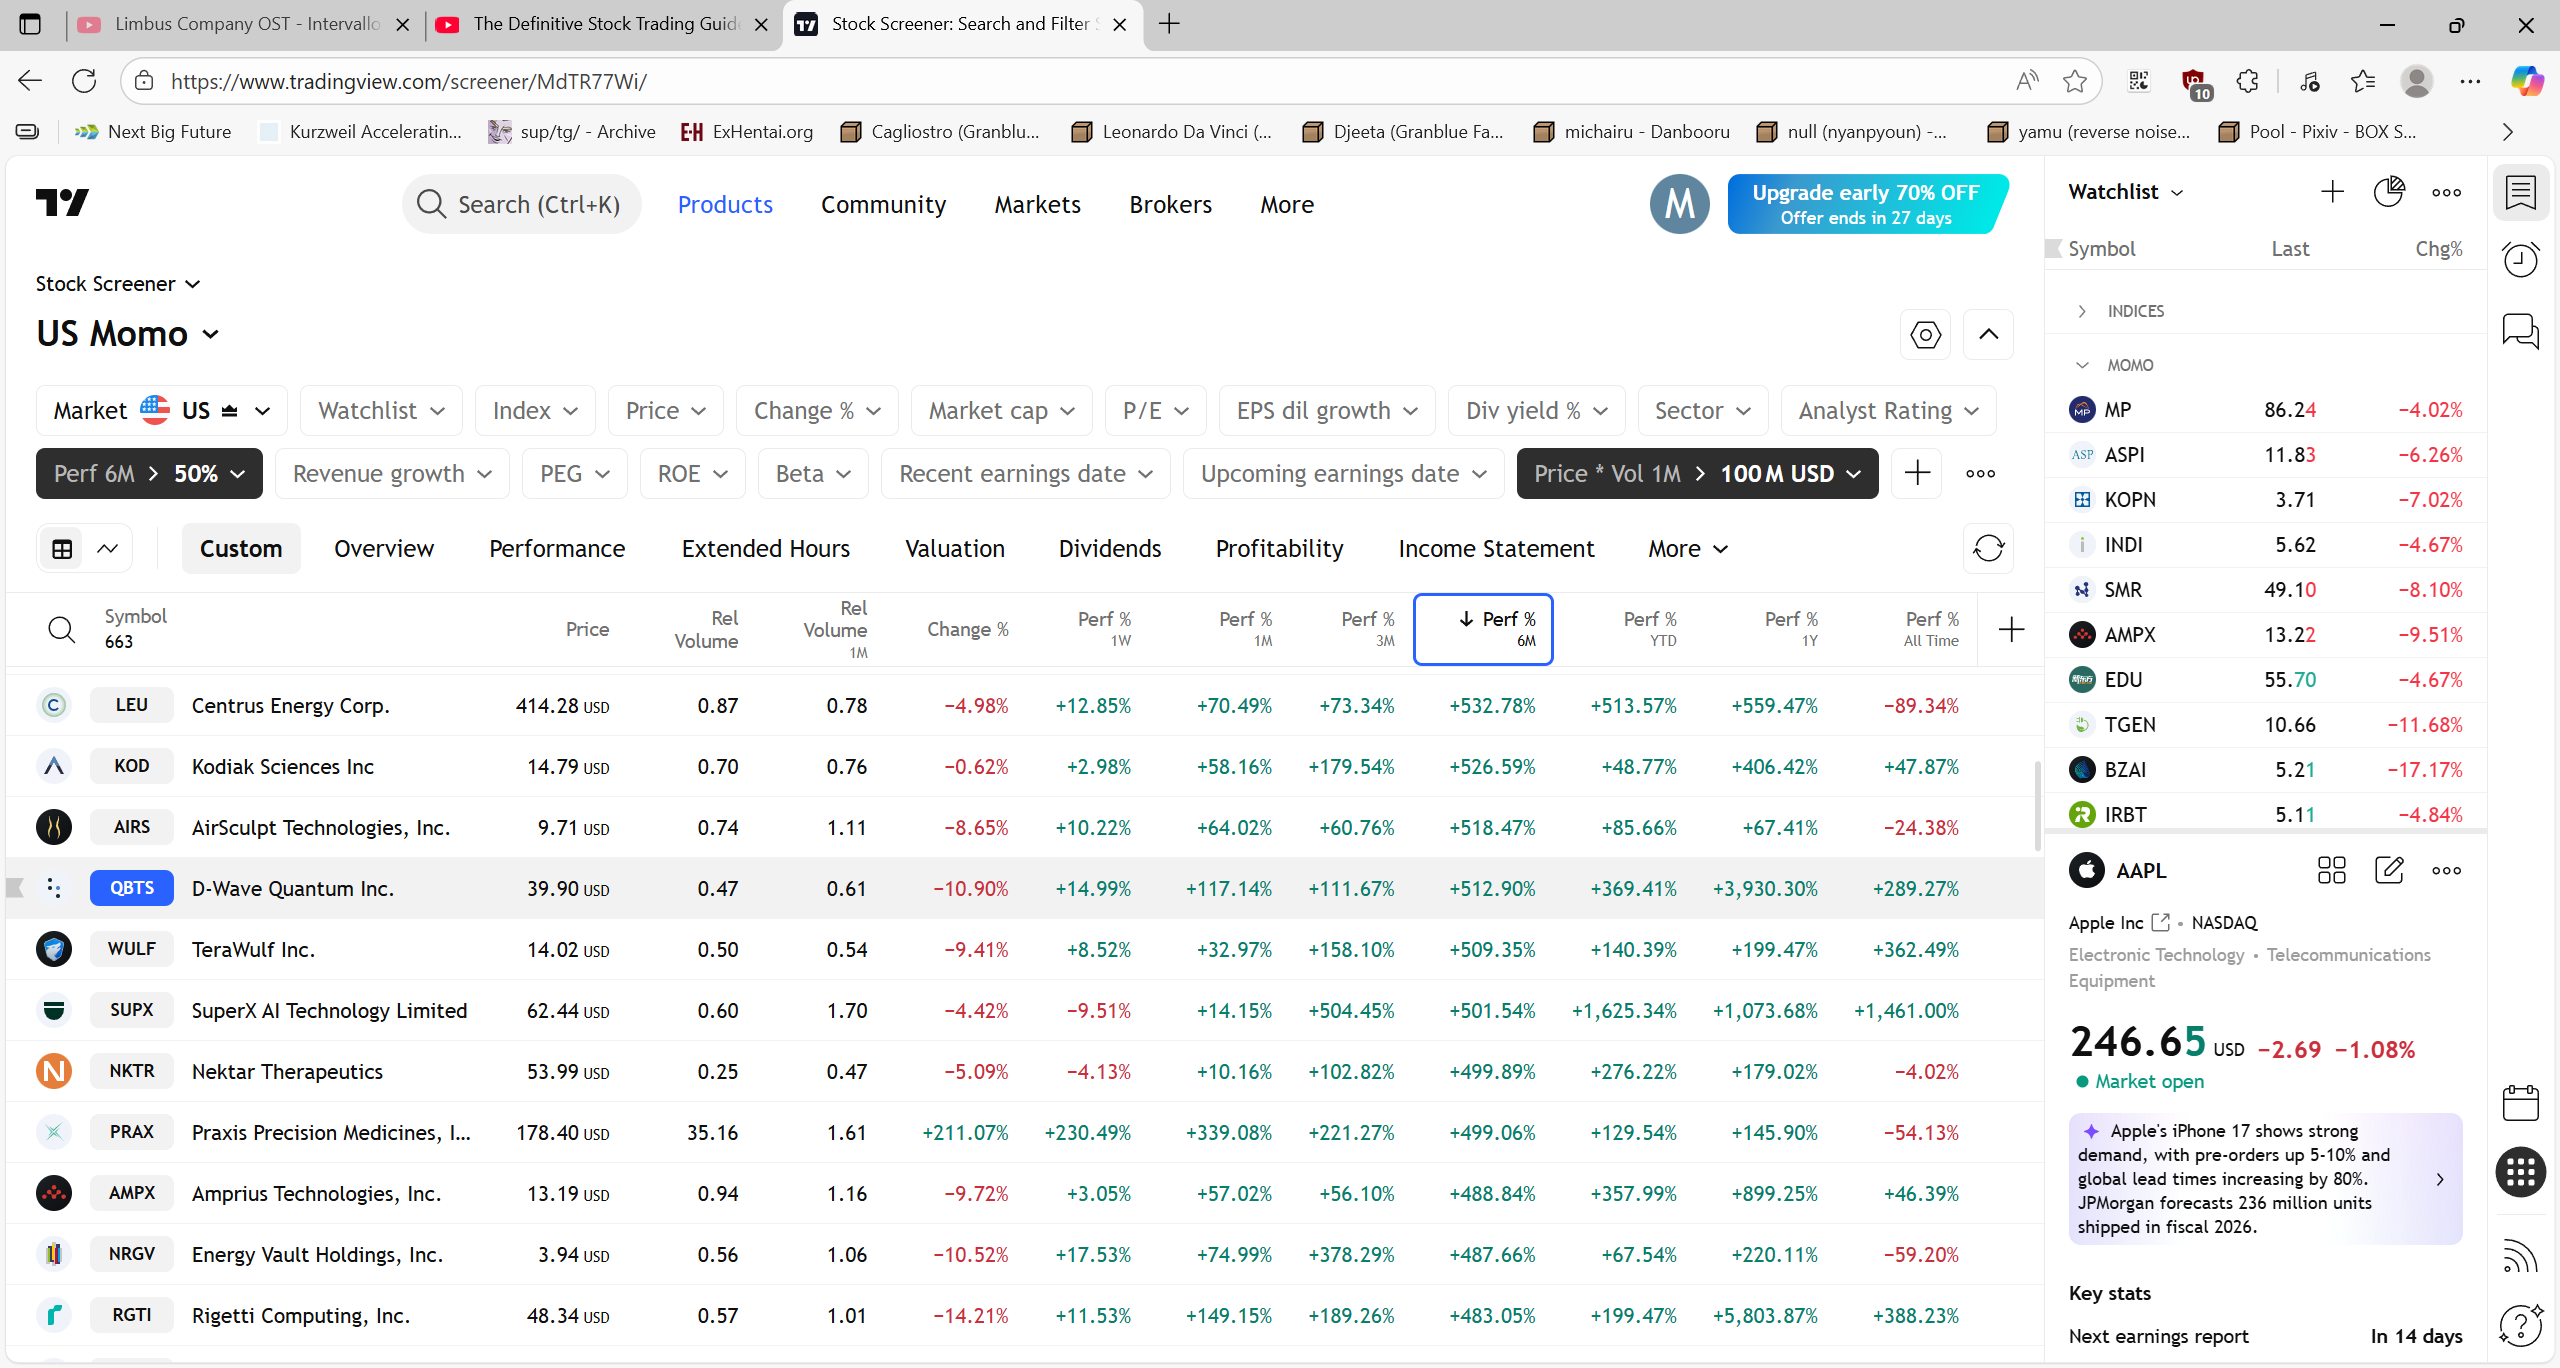 Limbus Company OST - Intervallo
The Definitive Stock Trading Guid
Stock Screener: Search and Filter S
https://www.tradingview.com/screener/MdTR77Wi/
10
Next Big Future
Kurzweil Acceleratin...
sup/tg/ - Archive
E-H ExHentai.org
Cagliostro (Granblu...
Leonardo Da Vinci (...
Djeeta (Granblue Fa...
michairu - Danbooru
null (nyanpyoun) -...
yamu (reverse noise...
Pool - Pixiv - BOX S...
Search (Ctrl+K)
Products
Community
Markets
Brokers
More
M
Upgrade early 70% OFF
Offer ends in 27 days
Stock Screener
US Momo
Market US
Watchlist
Index
Price
Change %
Market cap
P/E
EPS dil growth
Div yield %
Sector
Analyst Rating
Perf 6M > 50%
Revenue growth
PEG
ROE
Beta
Recent earnings date
Upcoming earnings date
Price * Vol 1M > 100 M USD
Custom
Overview
Performance
Extended Hours
Valuation
Dividends
Profitability
Income Statement
More
Symbol 663
Price
Rel Volume
Rel Volume 1M
Change %
Perf % 1W
Perf % 1M
Perf % 3M
↓ Perf % 6M
Perf % YTD
Perf % 1Y
Perf % All Time
LEU Centrus Energy Corp. 414.28 USD 0.87 0.78 −4.98% +12.85% +70.49% +73.34% +532.78% +513.57% +559.47% −89.34%
KOD Kodiak Sciences Inc 14.79 USD 0.70 0.76 −0.62% +2.98% +58.16% +179.54% +526.59% +48.77% +406.42% +47.87%
AIRS AirSculpt Technologies, Inc. 9.71 USD 0.74 1.11 −8.65% +10.22% +64.02% +60.76% +518.47% +85.66% +67.41% −24.38%
QBTS D-Wave Quantum Inc. 39.90 USD 0.47 0.61 −10.90% +14.99% +117.14% +111.67% +512.90% +369.41% +3,930.30% +289.27%
WULF TeraWulf Inc. 14.02 USD 0.50 0.54 −9.41% +8.52% +32.97% +158.10% +509.35% +140.39% +199.47% +362.49%
SUPX SuperX AI Technology Limited 62.44 USD 0.60 1.70 −4.42% −9.51% +14.15% +504.45% +501.54% +1,625.34% +1,073.68% +1,461.00%
NKTR Nektar Therapeutics 53.99 USD 0.25 0.47 −5.09% −4.13% +10.16% +102.82% +499.89% +276.22% +179.02% −4.02%
PRAX Praxis Precision Medicines, I... 178.40 USD 35.16 1.61 +211.07% +230.49% +339.08% +221.27% +499.06% +129.54% +145.90% −54.13%
AMPX Amprius Technologies, Inc. 13.19 USD 0.94 1.16 −9.72% +3.05% +57.02% +56.10% +488.84% +357.99% +899.25% +46.39%
NRGV Energy Vault Holdings, Inc. 3.94 USD 0.56 1.06 −10.52% +17.53% +74.99% +378.29% +487.66% +67.54% +220.11% −59.20%
RGTI Rigetti Computing, Inc. 48.34 USD 0.57 1.01 −14.21% +11.53% +149.15% +189.26% +483.05% +199.47% +5,803.87% +388.23%
Watchlist
Symbol Last Chg%
INDICES
MOMO
MP 86.24 −4.02%
ASP ASPI 11.83 −6.26%
KOPN 3.71 −7.02%
INDI 5.62 −4.67%
SMR 49.10 −8.10%
AMPX 13.22 −9.51%
EDU 55.70 −4.67%
TGEN 10.66 −11.68%
BZAI 5.21 −17.17%
IRBT 5.11 −4.84%
AAPL
Apple Inc • NASDAQ
Electronic Technology • Telecommunications
Equipment
246.65 USD −2.69 −1.08%
Market open
Apple's iPhone 17 shows strong
demand, with pre-orders up 5-10% and
global lead times increasing by 80%.
JPMorgan forecasts 236 million units
shipped in fiscal 2026.
Key stats
Next earnings report In 14 days